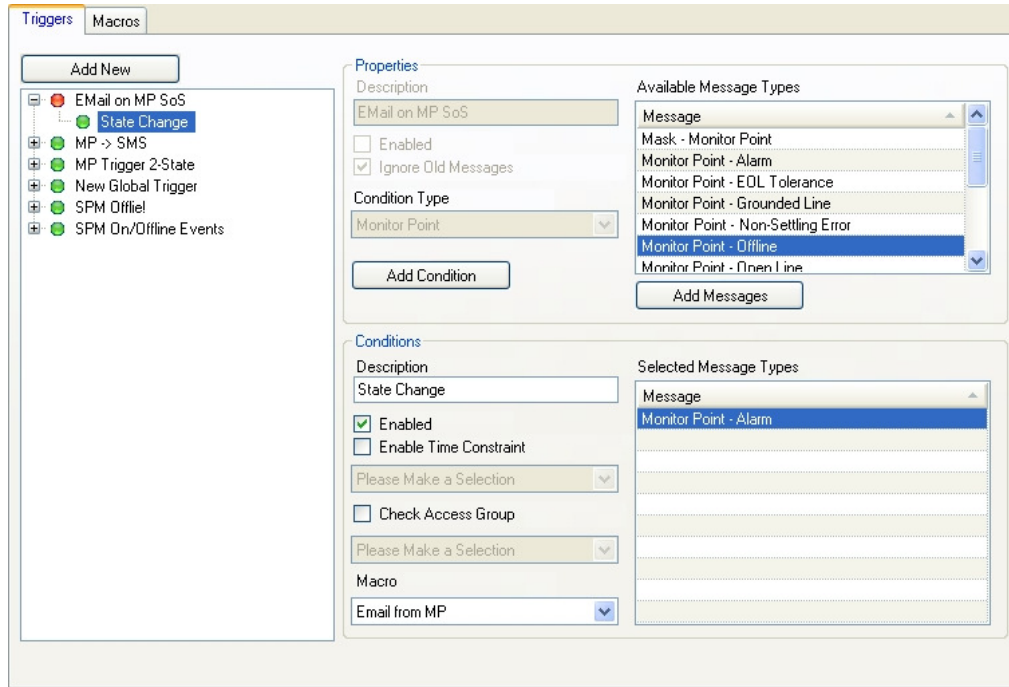 Triggers
Macros
Add New
EMail on MP SoS
State Change
MP -> SMS
MP Trigger 2-State
New Global Trigger
SPM Offlie!
SPM On/Offline Events
Properties
Description
EMail on MP SoS
Enabled
Ignore Old Messages
Condition Type
Monitor Point
Add Condition
Available Message Types
Message
Mask - Monitor Point
Monitor Point - Alarm
Monitor Point - EOL Tolerance
Monitor Point - Grounded Line
Monitor Point - Non-Settling Error
Monitor Point - Offline
Monitor Point - Open Line
Add Messages
Conditions
Description
State Change
Enabled
Enable Time Constraint
Please Make a Selection
Check Access Group
Please Make a Selection
Macro
Email from MP
Selected Message Types
Message
Monitor Point - Alarm